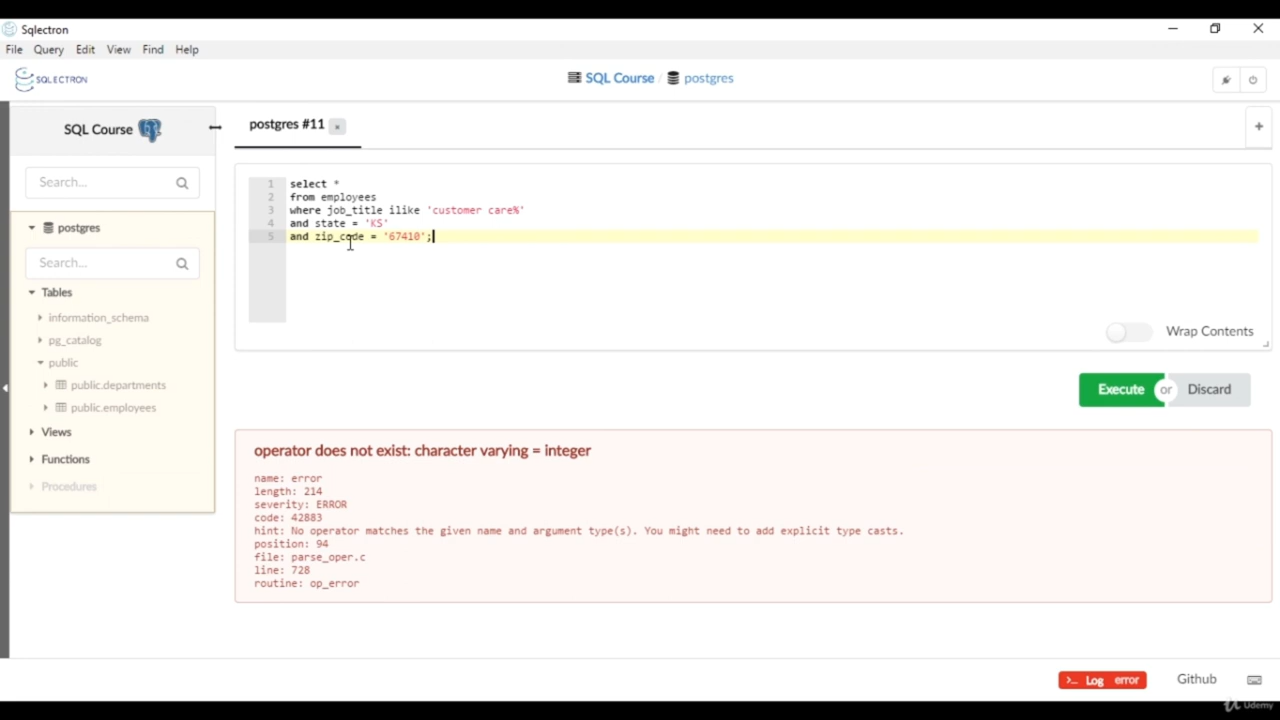 Sqlectron
File Query Edit View Find Help
SQLECTRON
SQL Course / postgres
SQL Course
postgres #11 ×
+
Search...
postgres
Search...
Tables
information_schema
pg_catalog
public
public.departments
public.employees
Views
Functions
Procedures
1 select *
2 from employees
3 where job_title ilike 'customer care%'
4 and state = 'KS'
5 and zip_code = '67410';
Wrap Contents
Execute or Discard
operator does not exist: character varying = integer
name: error
length: 214
severity: ERROR
code: 42883
hint: No operator matches the given name and argument type(s). You might need to add explicit type casts.
position: 94
file: parse_oper.c
line: 728
routine: op_error
>_ Log error Github
Udemy